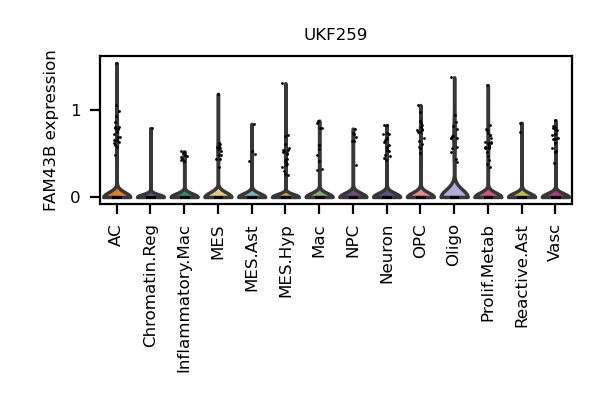 UKF259
FAM43B expression
1
0
AC
Chromatin.Reg
Inflammatory.Mac
MES
MES.Ast
MES.Hyp
Mac
NPC
Neuron
OPC
Oligo
Prolif.Metab
Reactive.Ast
Vasc